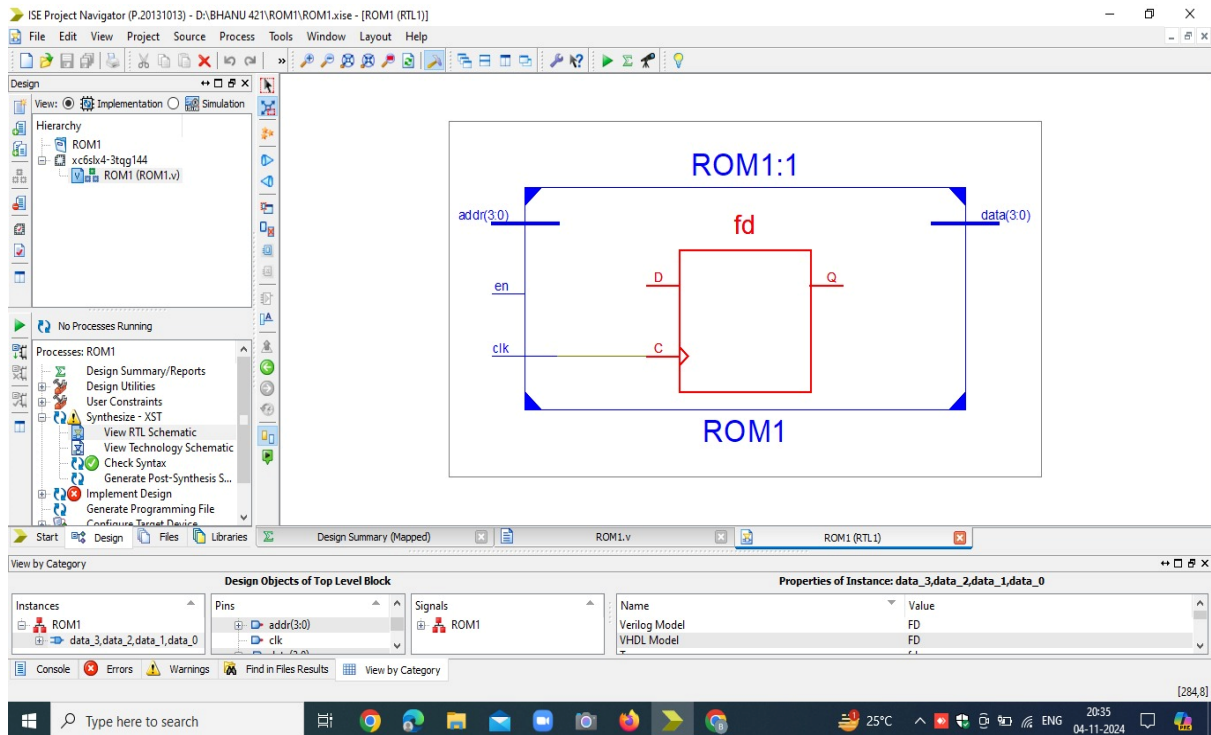 ISE Project Navigator (P.20131013) - D:\BHANU 421\ROM1\ROM1.xise - [ROM1 (RTL1)]
File Edit View Project Source Process Tools Window Layout Help
Design
View: Implementation Simulation
Hierarchy
ROM1
xc6slx4-3tqg144
ROM1 (ROM1.v)
No Processes Running
Processes: ROM1
Design Summary/Reports
Design Utilities
User Constraints
Synthesize - XST
View RTL Schematic
View Technology Schematic
Check Syntax
Generate Post-Synthesis S...
Implement Design
Generate Programming File
Configure Target Device
Start Design Files Libraries
ROM1:1
addr(3:0)
data(3:0)
fd
D
Q
en
clk
C
ROM1
Design Summary (Mapped) ROM1.v ROM1 (RTL1)
View by Category
Design Objects of Top Level Block
Properties of Instance: data_3,data_2,data_1,data_0
Instances Pins Signals Name Value
ROM1 addr(3:0) ROM1 Verilog Model FD
data_3,data_2,data_1,data_0 clk VHDL Model FD
Console Errors Warnings Find in Files Results View by Category
[284,8]
Type here to search
25°C ENG 20:35
04-11-2024